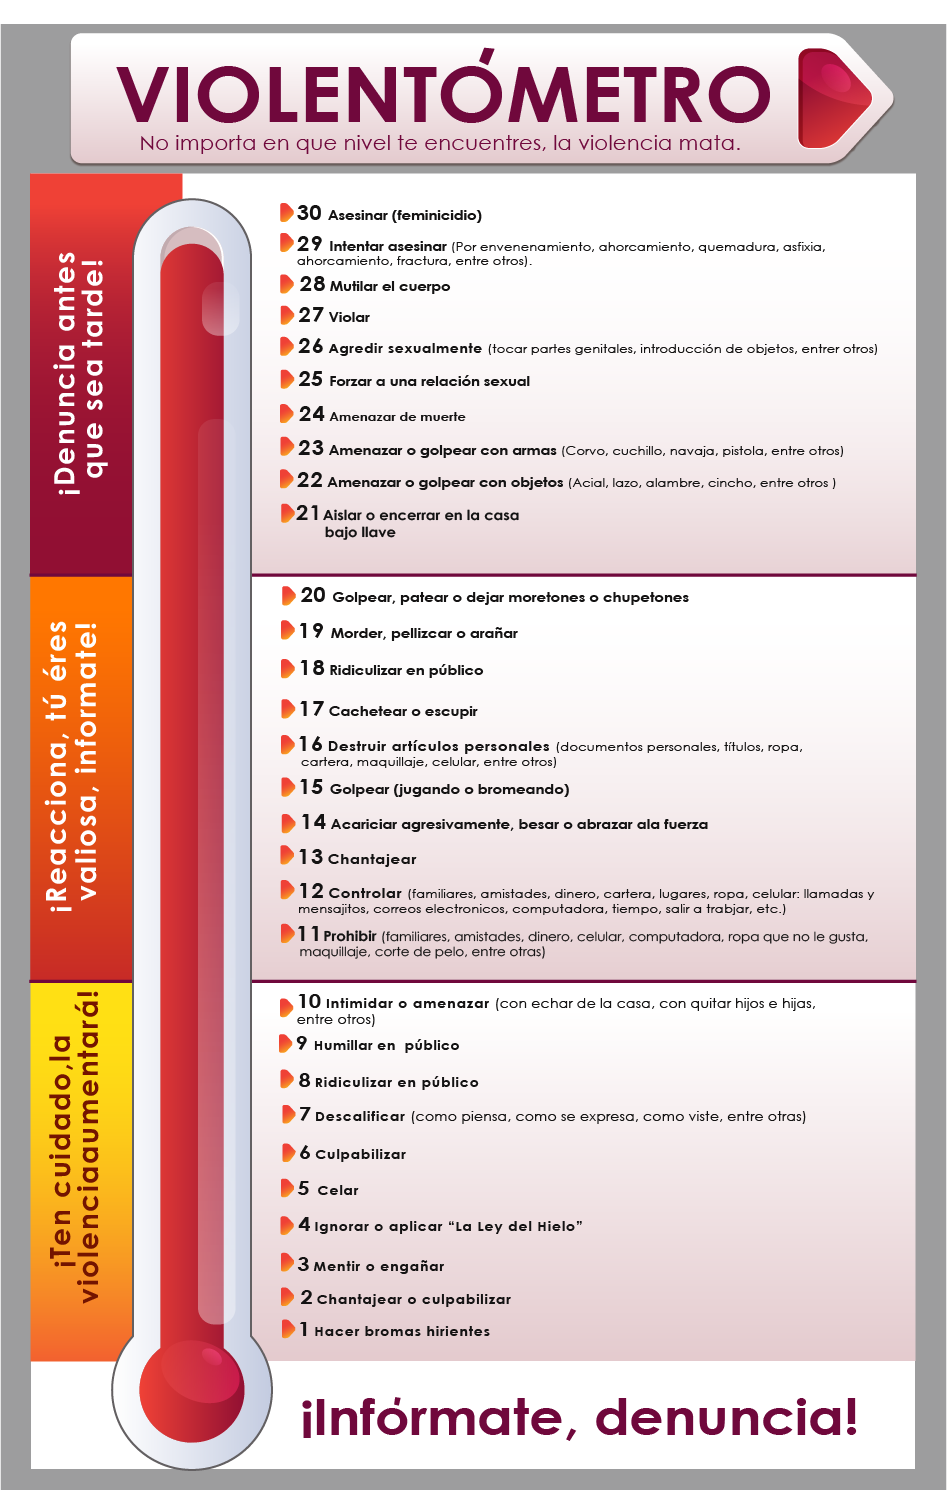 VIOLENTÓMETRO
No importa en que nivel te encuentres, la violencia mata.
¡Denuncia antes
que sea tarde!
30 Asesinar (feminicidio)
29 Intentar asesinar (Por envenenamiento, ahorcamiento, quemadura, asfixia,
ahorcamiento, fractura, entre otros).
28 Mutilar el cuerpo
27 Violar
26 Agredir sexualmente (tocar partes genitales, introducción de objetos, entrer otros)
25 Forzar a una relación sexual
24 Amenazar de muerte
23 Amenazar o golpear con armas (Corvo, cuchillo, navaja, pistola, entre otros)
22 Amenazar o golpear con objetos (Acial, lazo, alambre, cincho, entre otros )
21 Aislar o encerrar en la casa
bajo llave
¡Reacciona, tú éres
valiosa, informate!
20 Golpear, patear o dejar moretones o chupetones
19 Morder, pellizcar o arañar
18 Ridiculizar en público
17 Cachetear o escupir
16 Destruir artículos personales (documentos personales, títulos, ropa,
cartera, maquillaje, celular, entre otros)
15 Golpear (jugando o bromeando)
14 Acariciar agresivamente, besar o abrazar ala fuerza
13 Chantajear
12 Controlar (familiares, amistades, dinero, cartera, lugares, ropa, celular: llamadas y
mensajitos, correos electronicos, computadora, tiempo, salir a trabjar, etc.)
11 Prohibir (familiares, amistades, dinero, celular, computadora, ropa que no le gusta,
maquillaje, corte de pelo, entre otras)
¡Ten cuidado,la
violenciaaumentará!
10 Intimidar o amenazar (con echar de la casa, con quitar hijos e hijas,
entre otros)
9 Humillar en público
8 Ridiculizar en público
7 Descalificar (como piensa, como se expresa, como viste, entre otras)
6 Culpabilizar
5 Celar
4 Ignorar o aplicar “La Ley del Hielo”
3 Mentir o engañar
2 Chantajear o culpabilizar
1 Hacer bromas hirientes
¡Infórmate, denuncia!